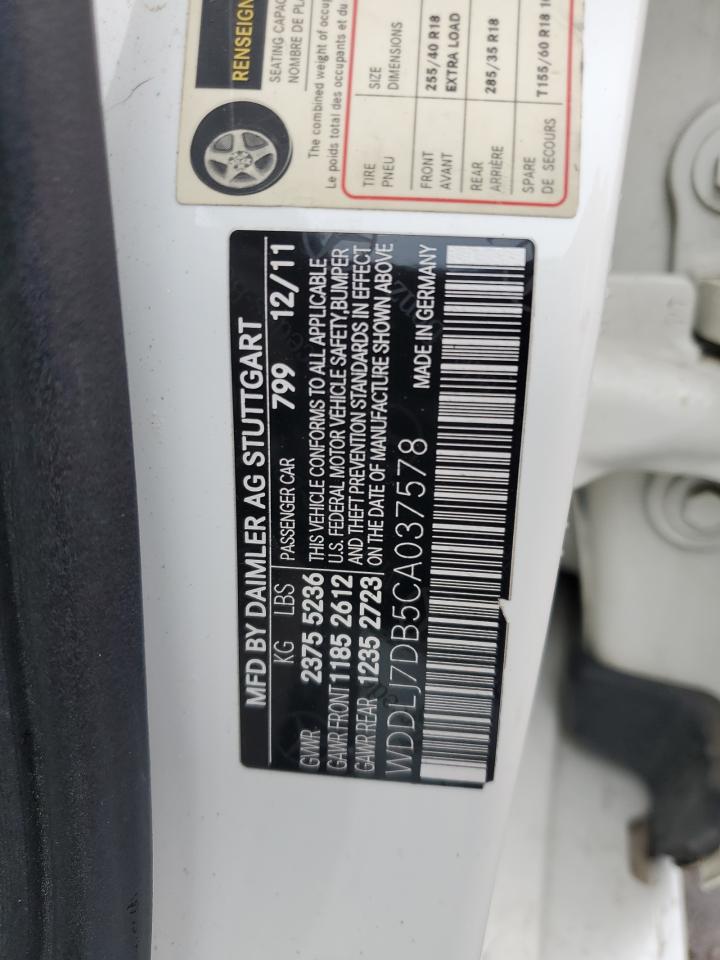 RENSEIGN
SEATING CAPAC
NOMBRE DE PL
The combined weight of occup
Le poids total des occupants et du
TIRE SIZE
PNEU DIMENSIONS
FRONT 255/40 R18
AVANT EXTRA LOAD
REAR 285/35 R18
ARRIÈRE
SPARE T155/60 R18
DE SECOURS
MFD BY DAIMLER AG STUTTGART
KG LBS PASSENGER CAR 799 12/11
GVWR 2375 5236 THIS VEHICLE CONFORMS TO ALL APPLICABLE
GAWR FRONT 1185 2612 U.S. FEDERAL MOTOR VEHICLE SAFETY,BUMPER
GAWR REAR 1235 2723 AND THEFT PREVENTION STANDARDS IN EFFECT
ON THE DATE OF MANUFACTURE SHOWN ABOVE
WDDLJ7DB5CA037578 MADE IN GERMANY